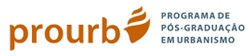 prourb
PROGRAMA DE
PÓS-GRADUAÇÃO
EM URBANISMO